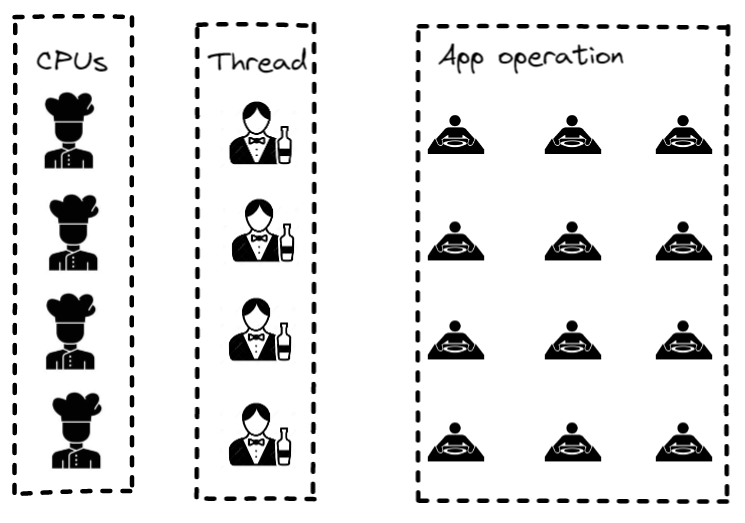 CPUs
Thread
App operation